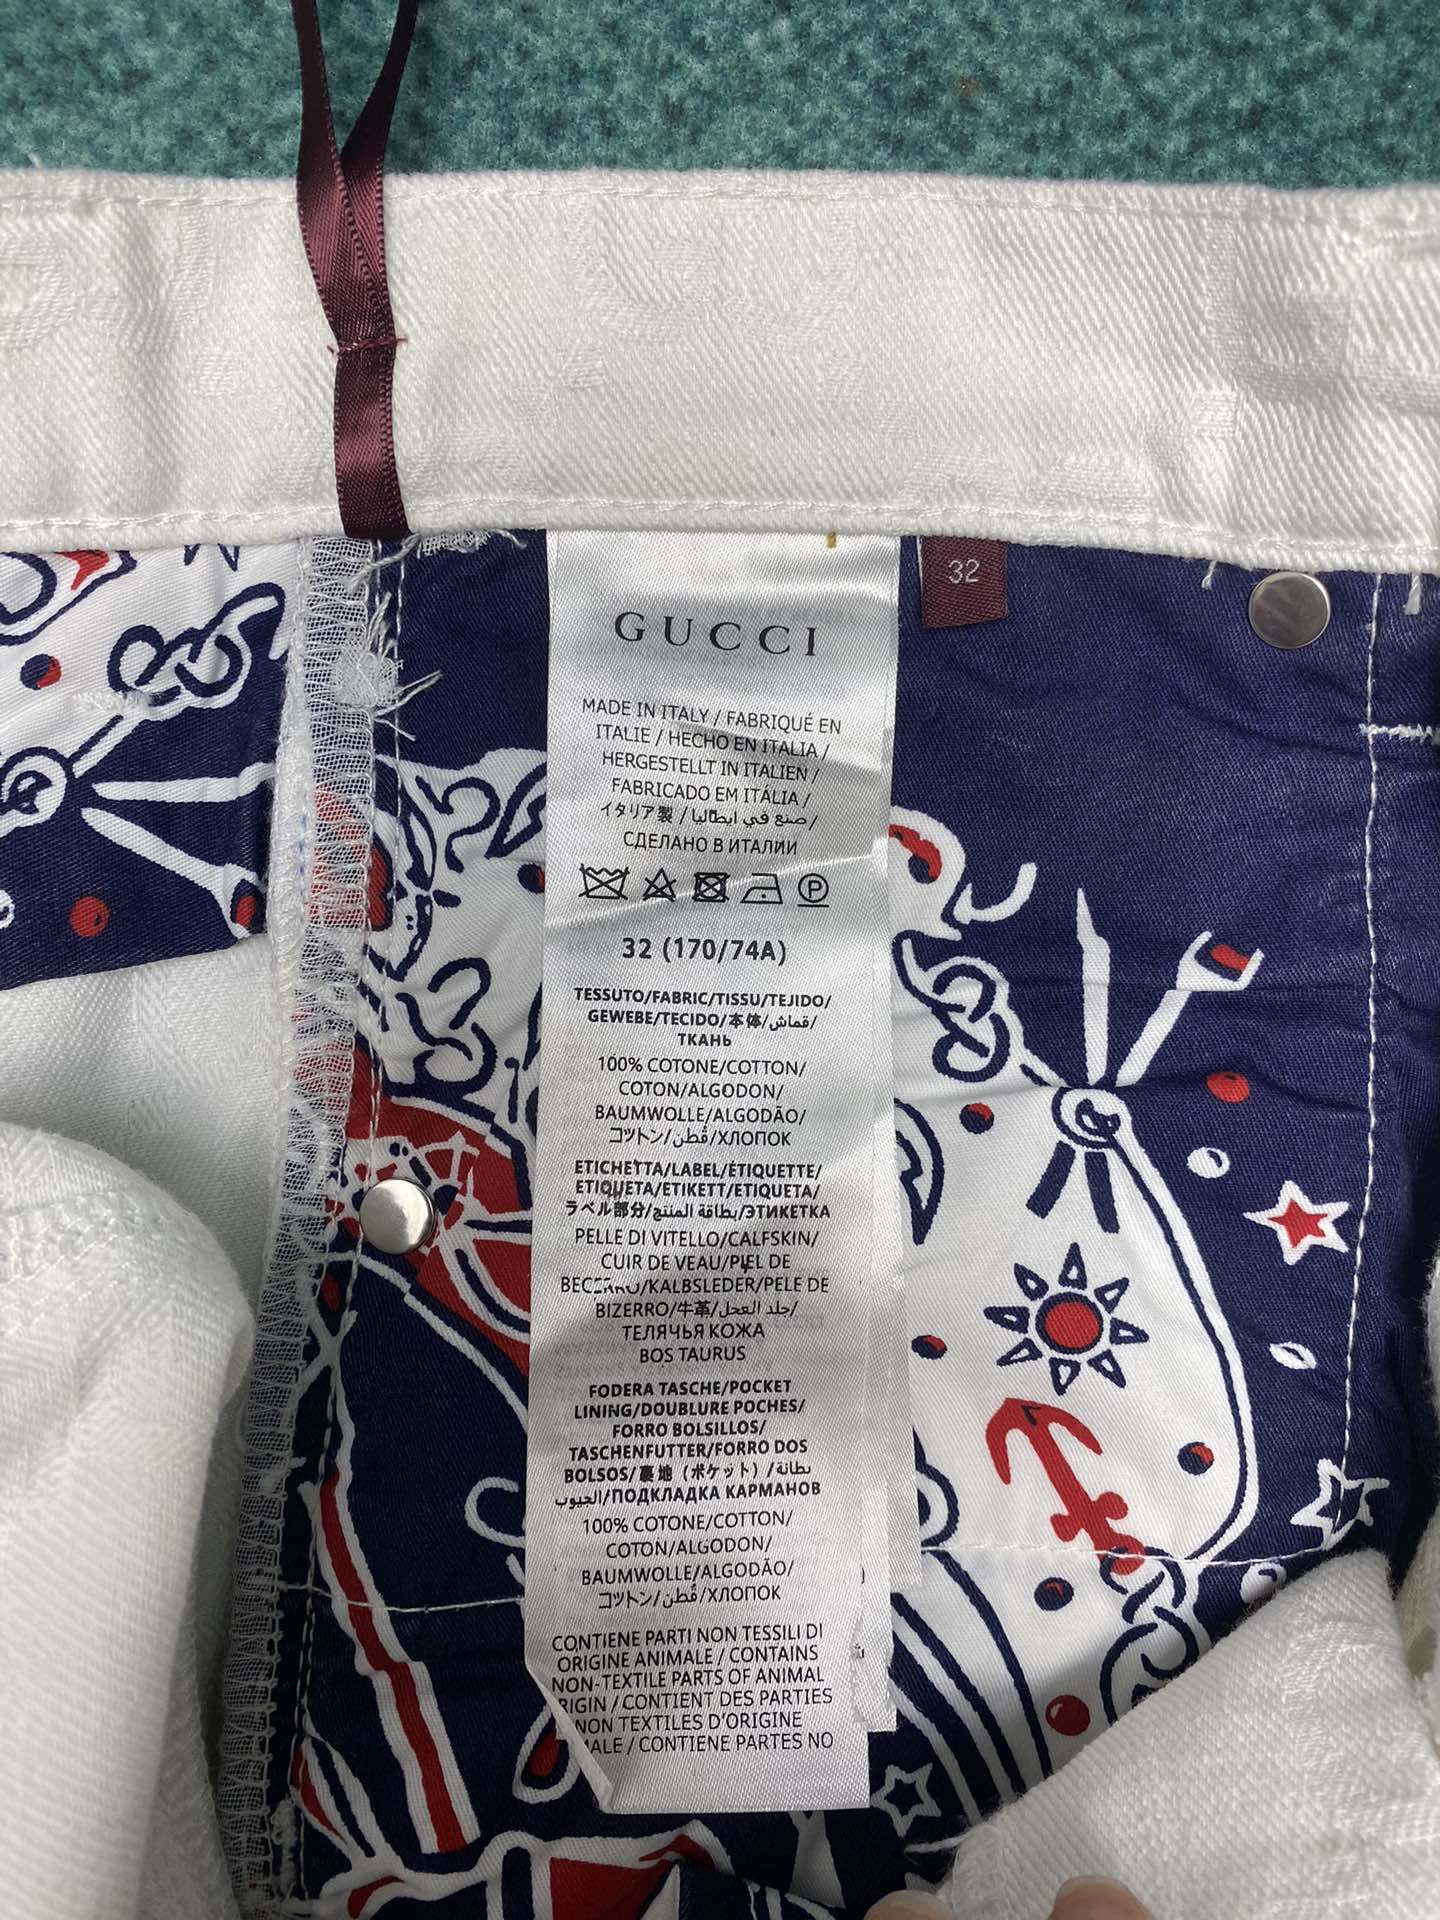 32
GUCCI
MADE IN ITALY / FABRIQUÉ EN
ITALIE / HECHO EN ITALIA /
HERGESTELLT IN ITALIEN /
FABRICADO EM ITÁLIA /
イタリア製 / صنع في ايطاليا /
СДЕЛАНО В ИТАЛИИ
P
32 (170/74A)
TESSUTO/FABRIC/TISSU/TEJIDO/
GEWEBE/TECIDO/本体/قماش/
ТКАНЬ
100% COTONE/COTTON/
COTON/ALGODON/
BAUMWOLLE/ALGODÃO/
コットン/قُطن/ХЛОПОК
ETICHETTA/LABEL/ÉTIQUETTE/
ETIQUETA/ETIKETT/ETIQUETA/
ラベル部分/بطاقة المنتج/ЭТИКЕТКА
PELLE DI VITELLO/CALFSKIN/
CUIR DE VEAU/PIEL DE
/KALBSLEDER/PELE DE
BIZERRO/牛革/جلد العجل/
ТЕЛЯЧЬЯ КОЖА
BOS TAURUS
FODERA TASCHE/POCKET
LINING/DOUBLURE POCHES/
FORRO BOLSILLOS/
TASCHENFUTTER/FORRO DOS
BOLSOS/裏地 (ポケット) /بطانة
الجيوب/ПОДКЛАДКА КАРМАНОВ
100% COTONE/COTTON/
COTON/ALGODON/
BAUMWOLLE/ALGODÃO/
コットン/قُطن/ХЛОПОК
CONTIENE PARTI NON TESSILI DI
ORIGINE ANIMALE / CONTAINS
NON-TEXTILE PARTS OF ANIMAL
RIGIN / CONTIENT DES PARTIES
NON TEXTILES D'ORIGINE
MALE / CONTIENE PARTES NO